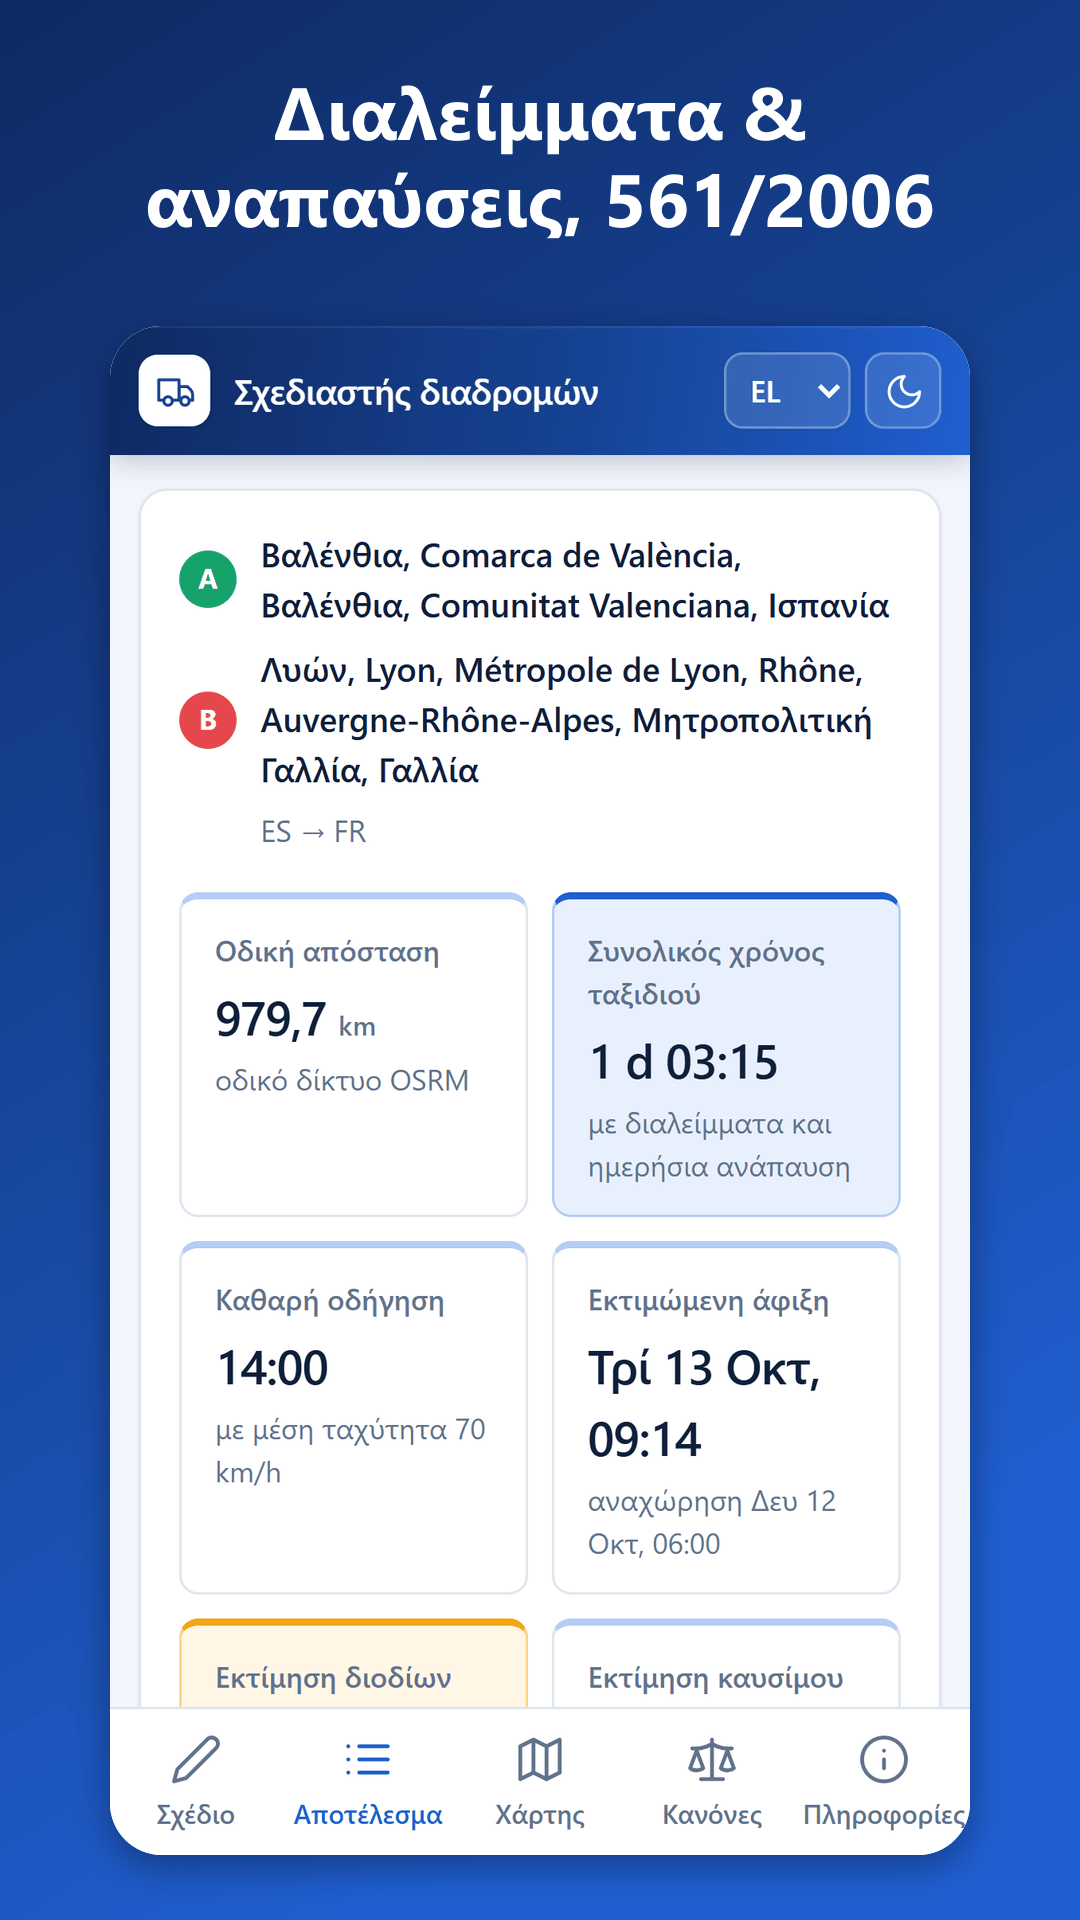 Διαλείμματα &
αναπαύσεις, 561/2006
Σχεδιαστής διαδρομών
EL
A
Βαλένθια, Comarca de València,
Βαλένθια, Comunitat Valenciana, Ισπανία
B
Λυών, Lyon, Métropole de Lyon, Rhône,
Auvergne-Rhône-Alpes, Μητροπολιτική
Γαλλία, Γαλλία
ES → FR
Οδική απόσταση
979,7 km
οδικό δίκτυο OSRM
Συνολικός χρόνος
ταξιδιού
1 d 03:15
με διαλείμματα και
ημερήσια ανάπαυση
Καθαρή οδήγηση
14:00
με μέση ταχύτητα 70
km/h
Εκτιμώμενη άφιξη
Τρί 13 Οκτ,
09:14
αναχώρηση Δευ 12
Οκτ, 06:00
Εκτίμηση διοδίων
Εκτίμηση καυσίμου
Σχέδιο
Αποτέλεσμα
Χάρτης
Κανόνες
Πληροφορίες